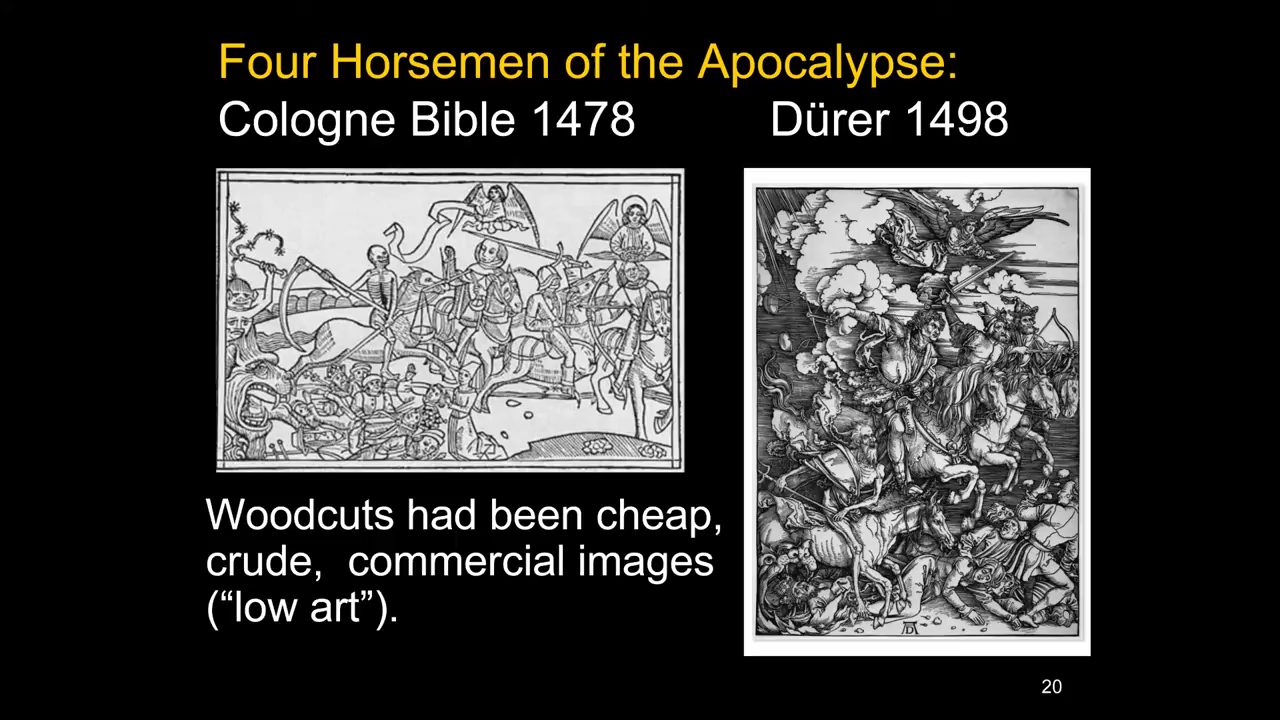 Four Horsemen of the Apocalypse:
Cologne Bible 1478 Dürer 1498
Woodcuts had been cheap,
crude,  commercial images
(“low art”).
AD
20